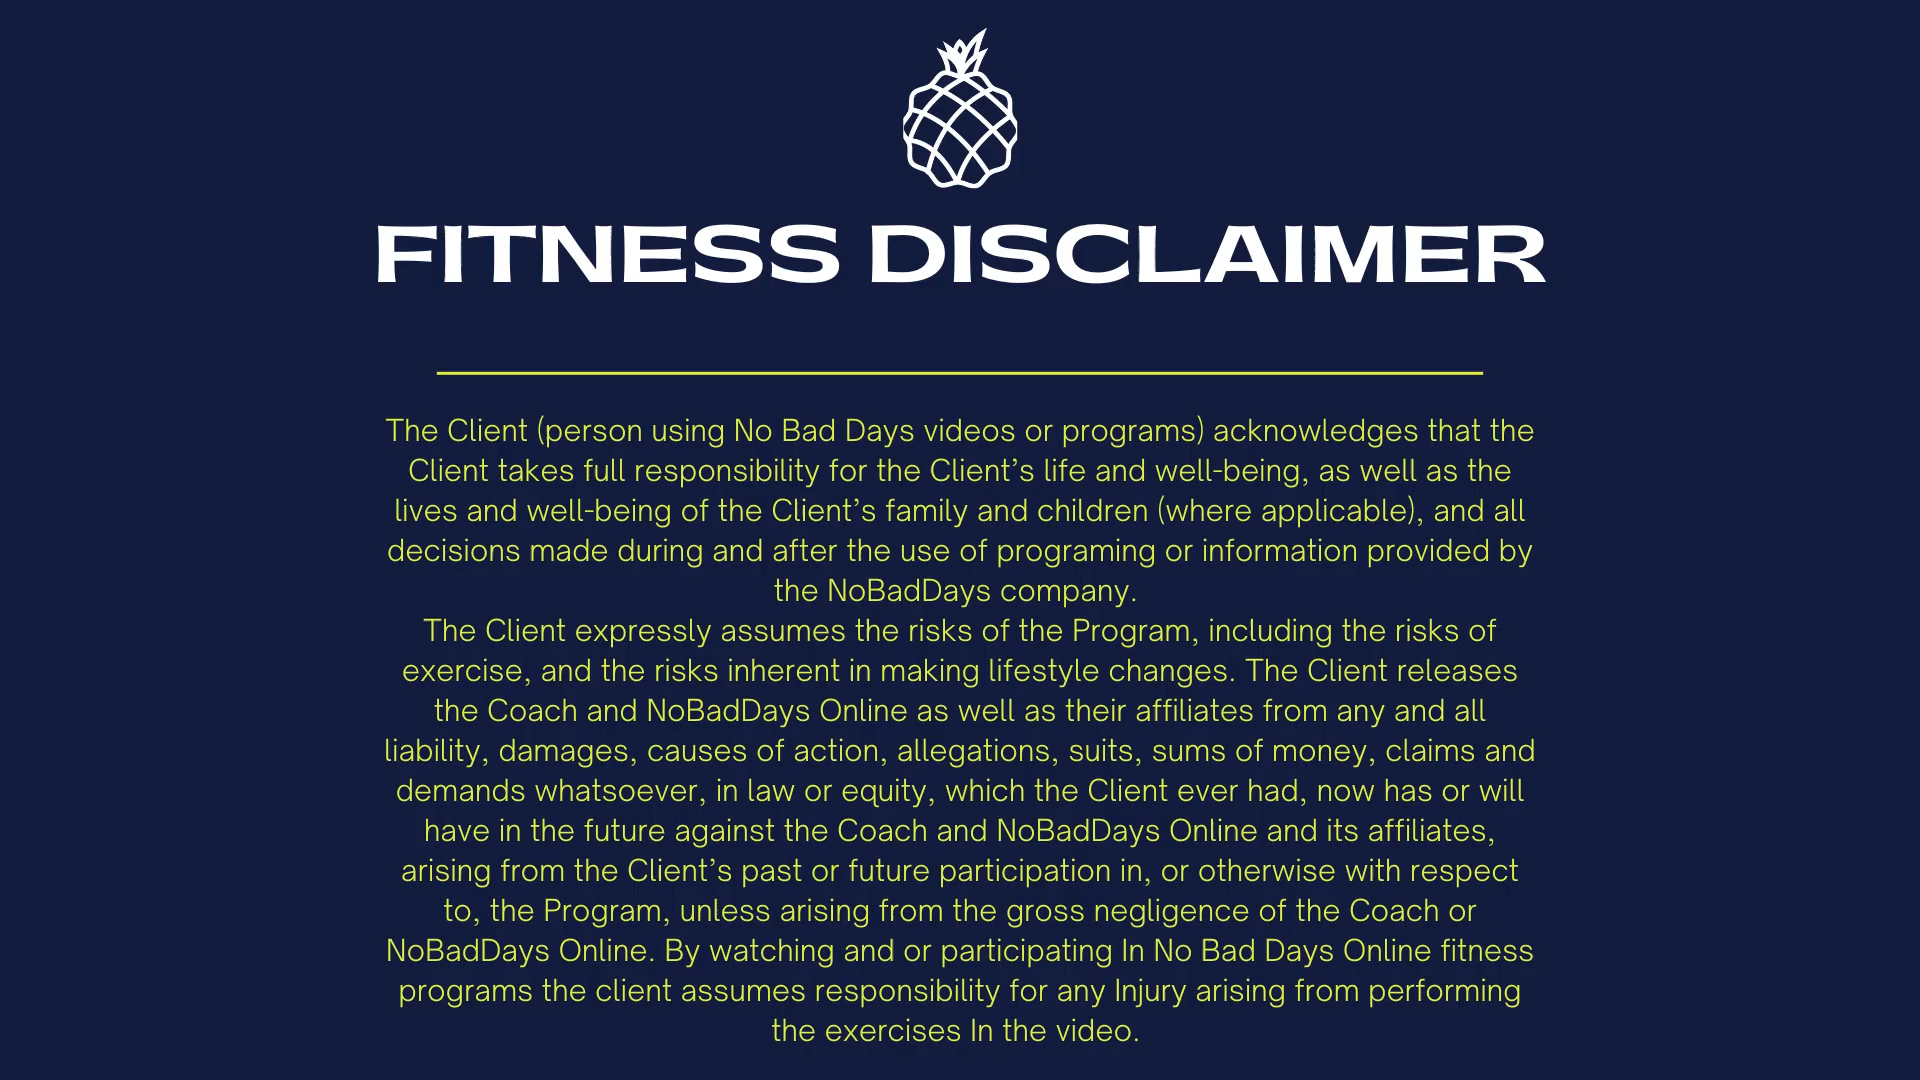 FITNESS DISCLAIMER
The Client (person using No Bad Days videos or programs) acknowledges that the
Client takes full responsibility for the Client’s life and well-being, as well as the
lives and well-being of the Client’s family and children (where applicable), and all
decisions made during and after the use of programing or information provided by
the NoBadDays company.
The Client expressly assumes the risks of the Program, including the risks of
exercise, and the risks inherent in making lifestyle changes. The Client releases
the Coach and NoBadDays Online as well as their affiliates from any and all
liability, damages, causes of action, allegations, suits, sums of money, claims and
demands whatsoever, in law or equity, which the Client ever had, now has or will
have in the future against the Coach and NoBadDays Online and its affiliates,
arising from the Client’s past or future participation in, or otherwise with respect
to, the Program, unless arising from the gross negligence of the Coach or
NoBadDays Online. By watching and or participating In No Bad Days Online fitness
programs the client assumes responsibility for any Injury arising from performing
the exercises In the video.